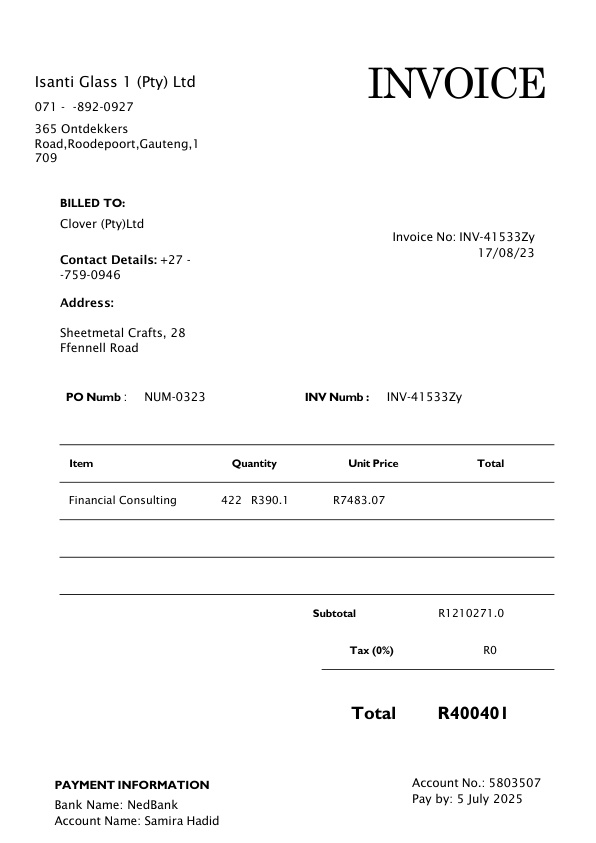 Isanti Glass 1 (Pty) Ltd
INVOICE
071 -  -892-0927
365 Ontdekkers
Road,Roodepoort,Gauteng,1
709
BILLED TO:
Clover (Pty)Ltd
Invoice No: INV-41533Zy
17/08/23
Contact Details: +27 -
-759-0946
Address:
Sheetmetal Crafts, 28
Ffennell Road
PO Numb : NUM-0323 INV Numb : INV-41533Zy
Item Quantity Unit Price Total
Financial Consulting 422 R390.1 R7483.07
Subtotal R1210271.0
Tax (0%) R0
Total R400401
PAYMENT INFORMATION
Bank Name: NedBank
Account Name: Samira Hadid
Account No.: 5803507
Pay by: 5 July 2025